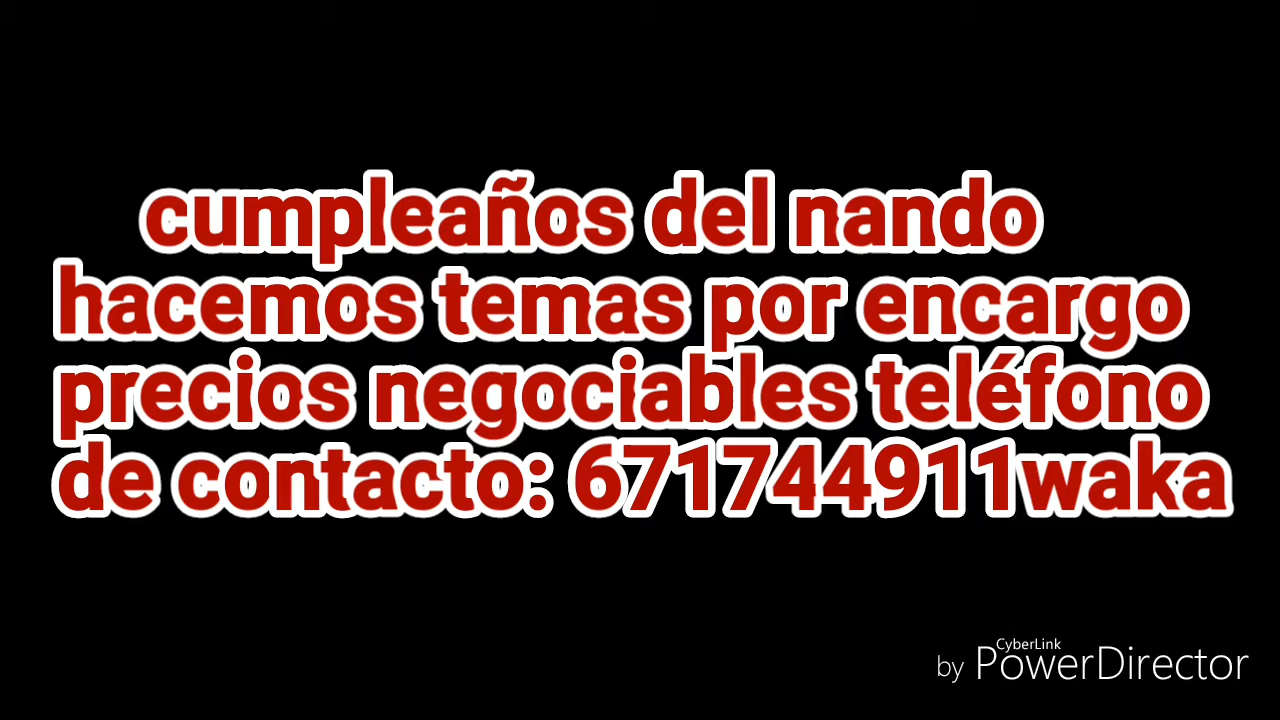 cumpleaños del nando
hacemos temas por encargo
precios negociables teléfono
de contacto: 671744911waka
CyberLink
by PowerDirector